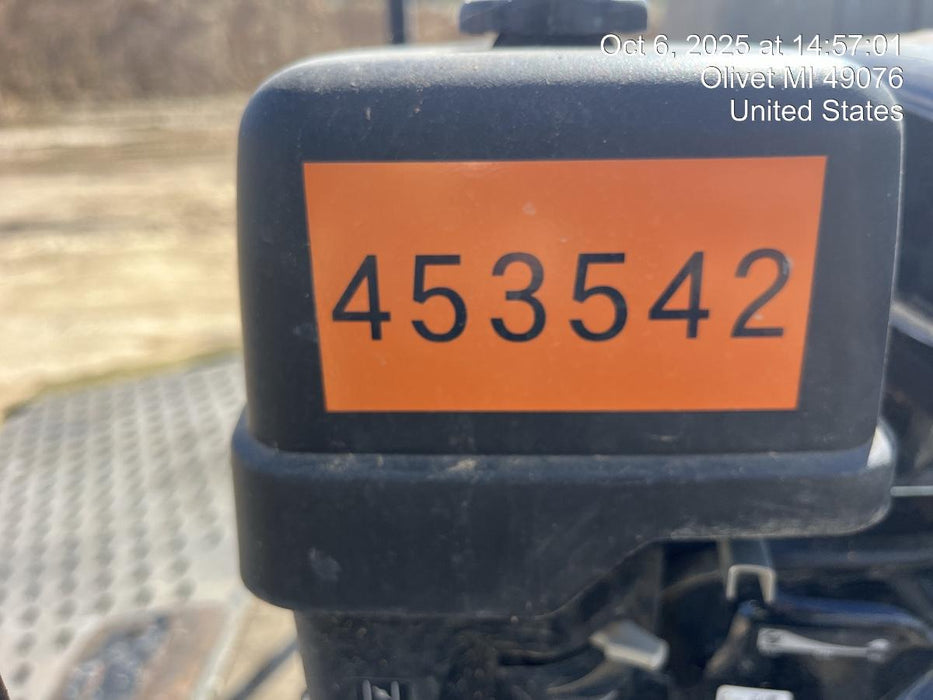 Oct 6, 2025 at 14:57:01
Olivet MI 49076
United States
453542